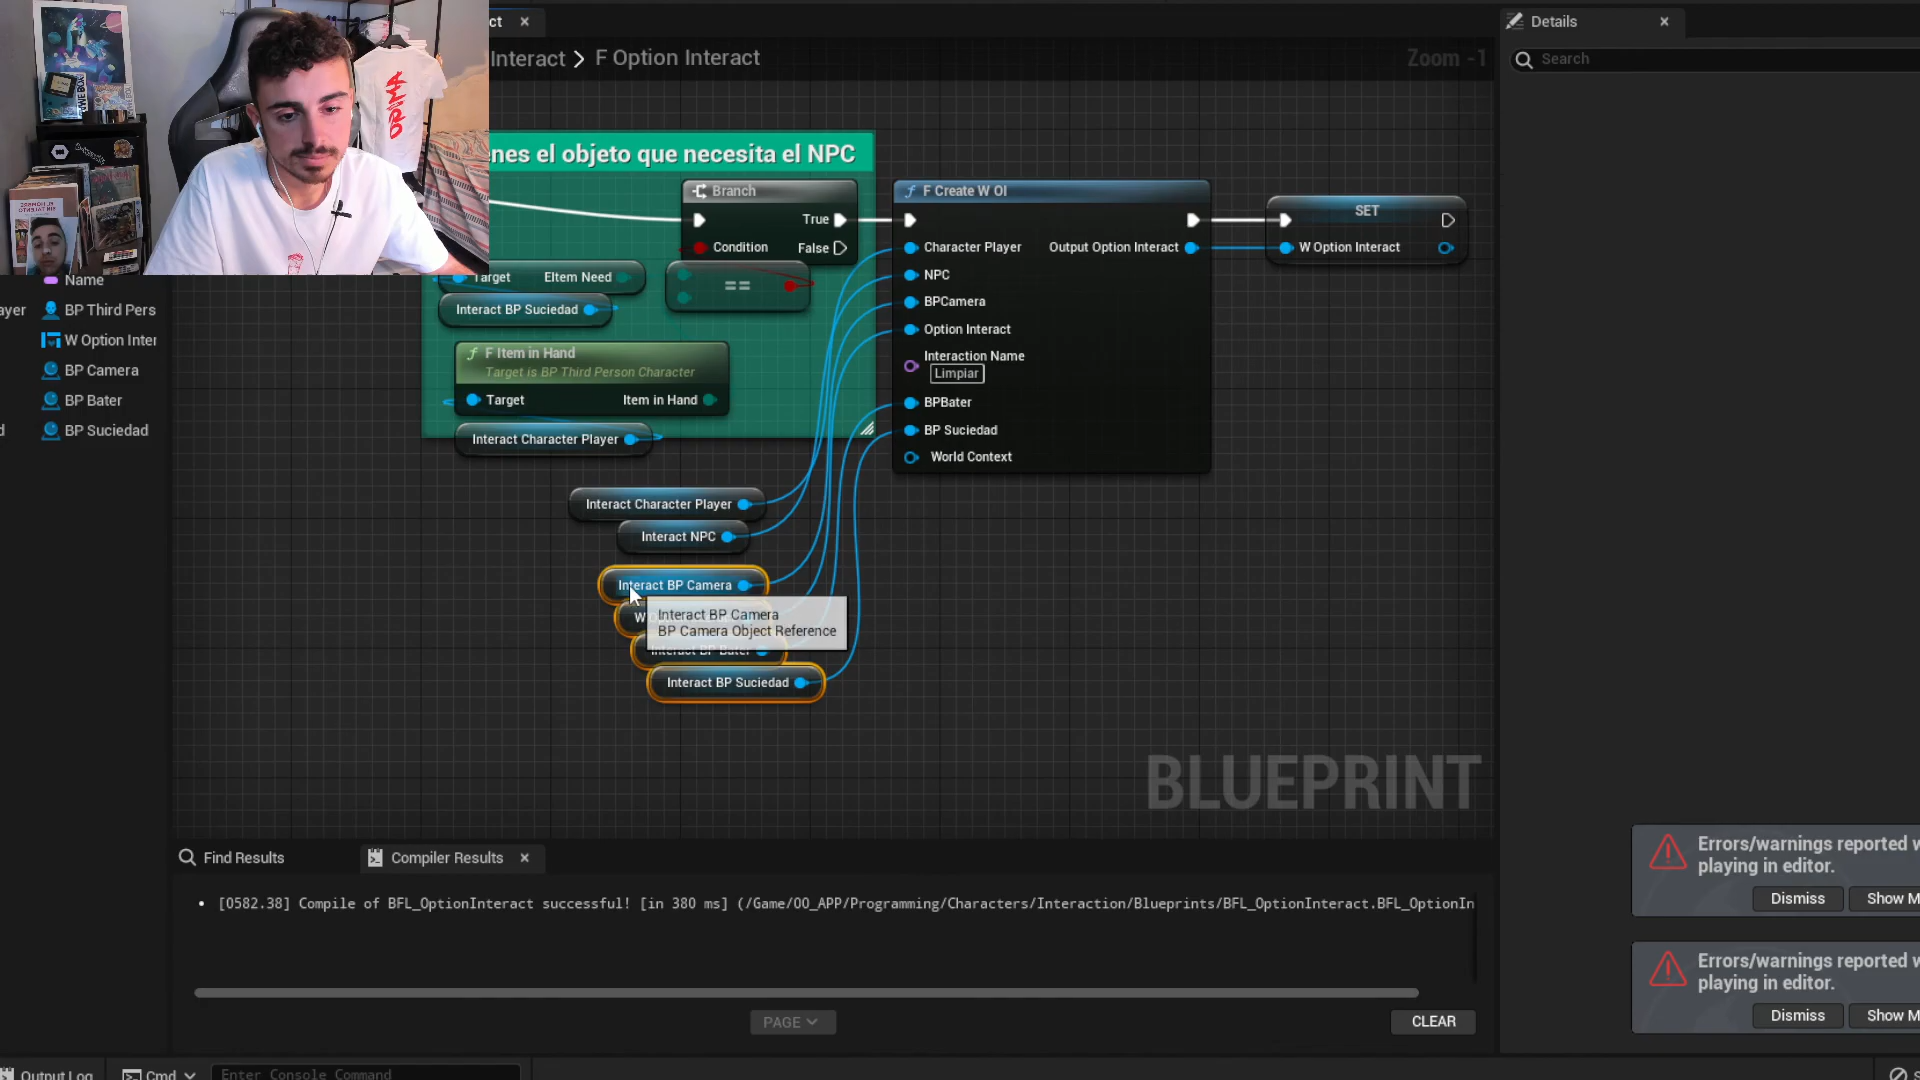 ct
Details
Interact > F Option Interact
Zoom -1
Search
nes el objeto que necesita el NPC
Branch
True
Condition
False
Target
EItem Need
==
Interact BP Suciedad
F Item in Hand
Target is BP Third Person Character
Target
Item in Hand
Interact Character Player
F Create W OI
Character Player
Output Option Interact
NPC
BPCamera
Option Interact
Interaction Name
Limpiar
BPBater
BP Suciedad
World Context
SET
W Option Interact
Name
ayer
BP Third Pers
W Option Inter
BP Camera
BP Bater
d
BP Suciedad
Interact Character Player
Interact NPC
Interact BP Camera
W O
Interact BP Camera
BP Camera Object Reference
Interact BP Bater
Interact BP Suciedad
BLUEPRINT
Find Results
Compiler Results
[0582.38] Compile of BFL_OptionInteract successful! [in 380 ms] (/Game/00_APP/Programming/Characters/Interaction/Blueprints/BFL_OptionInteract.BFL_OptionIn
PAGE
CLEAR
Errors/warnings reported w
playing in editor.
Dismiss
Show M
Errors/warnings reported w
playing in editor.
Dismiss
Show M
Output Log
Cmd
Enter Console Command